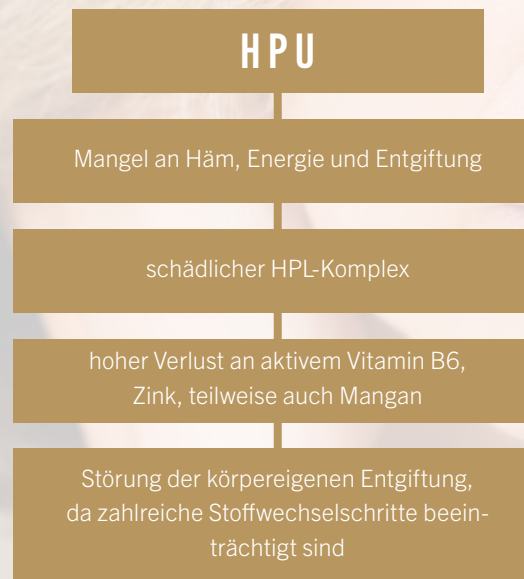 HPU
Mangel an Häm, Energie und Entgiftung
schädlicher HPL-Komplex
hoher Verlust an aktivem Vitamin B6,
Zink, teilweise auch Mangan
Störung der körpereigenen Entgiftung,
da zahlreiche Stoffwechselschritte beein-
trächtigt sind